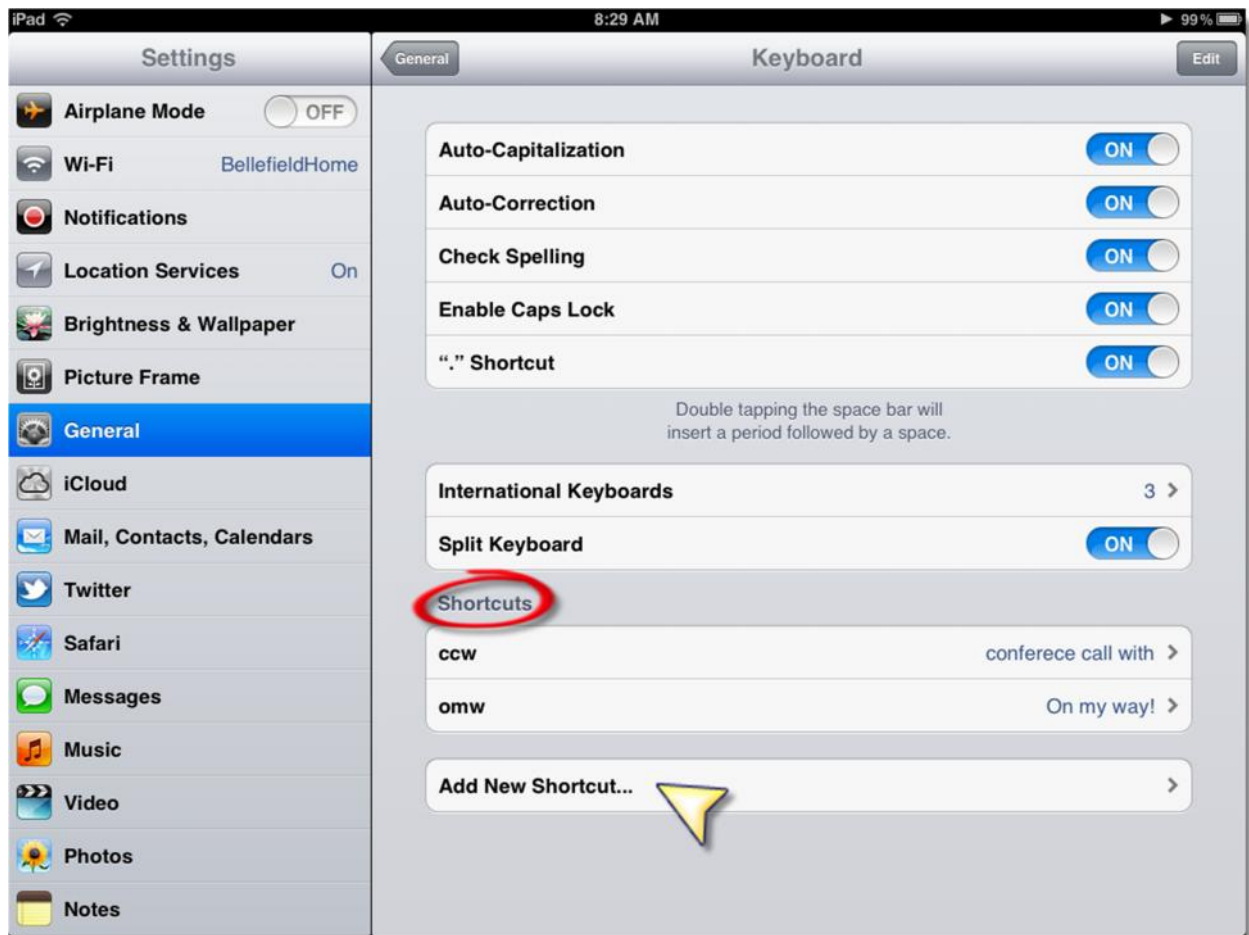 iPad 8:29 AM 99%
Settings
Airplane Mode OFF
Wi-Fi BellefieldHome
Notifications
Location Services On
Brightness & Wallpaper
Picture Frame
General
iCloud
Mail, Contacts, Calendars
Twitter
Safari
Messages
Music
Video
Photos
Notes
General Keyboard Edit
Auto-Capitalization ON
Auto-Correction ON
Check Spelling ON
Enable Caps Lock ON
“.” Shortcut ON
Double tapping the space bar will
insert a period followed by a space.
International Keyboards 3
Split Keyboard ON
Shortcuts
ccw conferece call with
omw On my way!
Add New Shortcut...